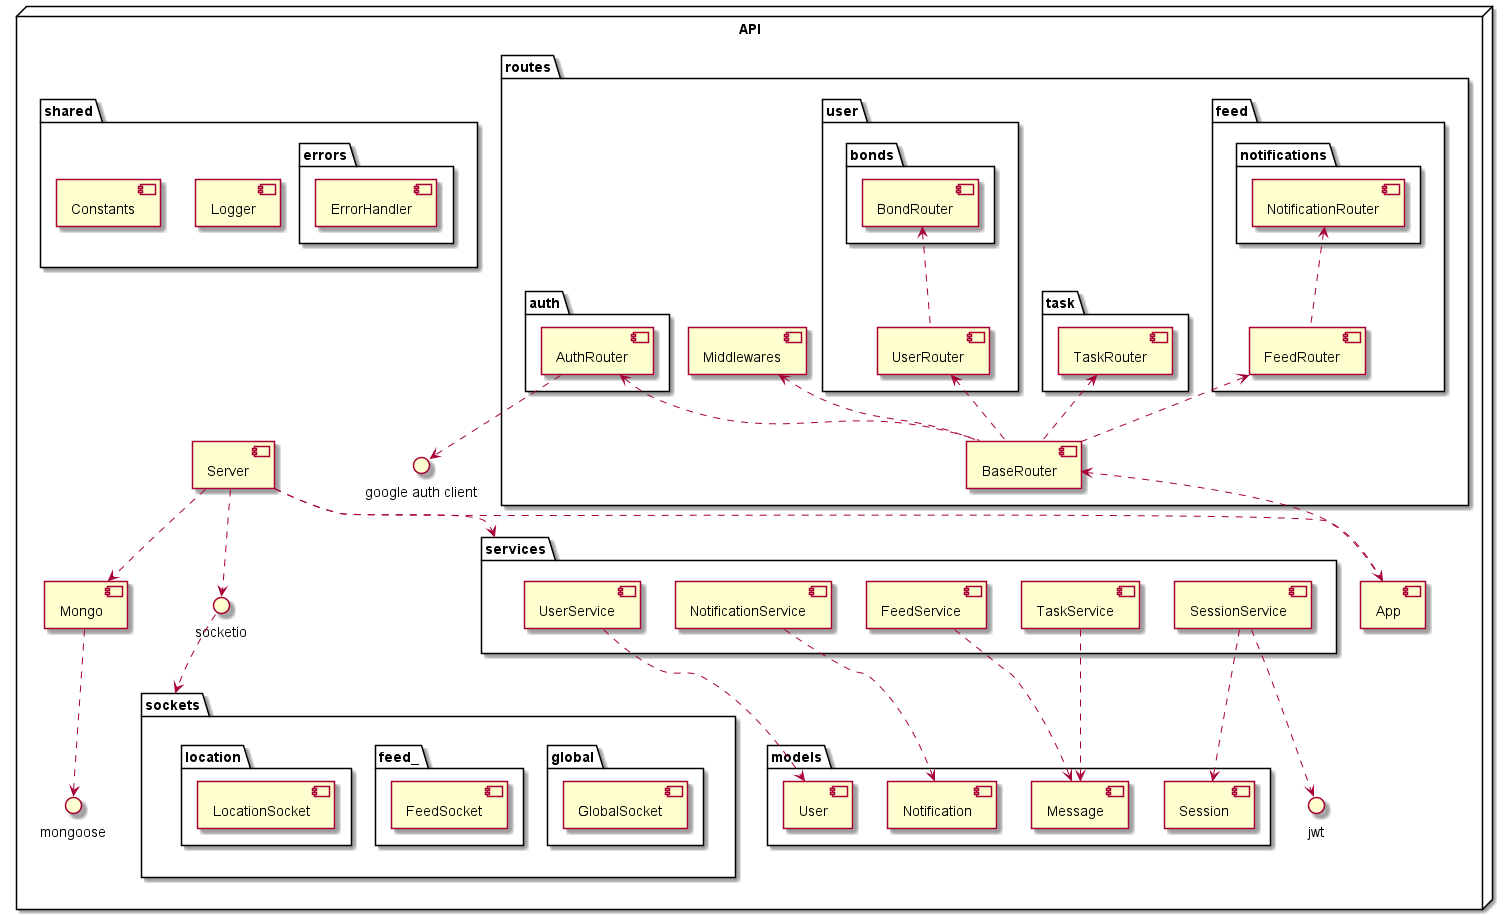 API
routes
shared
user
feed
errors
bonds
notifications
Constants
Logger
ErrorHandler
BondRouter
NotificationRouter
auth
task
AuthRouter
Middlewares
UserRouter
TaskRouter
FeedRouter
Server
google auth client
BaseRouter
services
Mongo
socketio
UserService
NotificationService
FeedService
TaskService
SessionService
App
sockets
location
feed_
global
models
LocationSocket
FeedSocket
GlobalSocket
User
Notification
Message
Session
mongoose
jwt